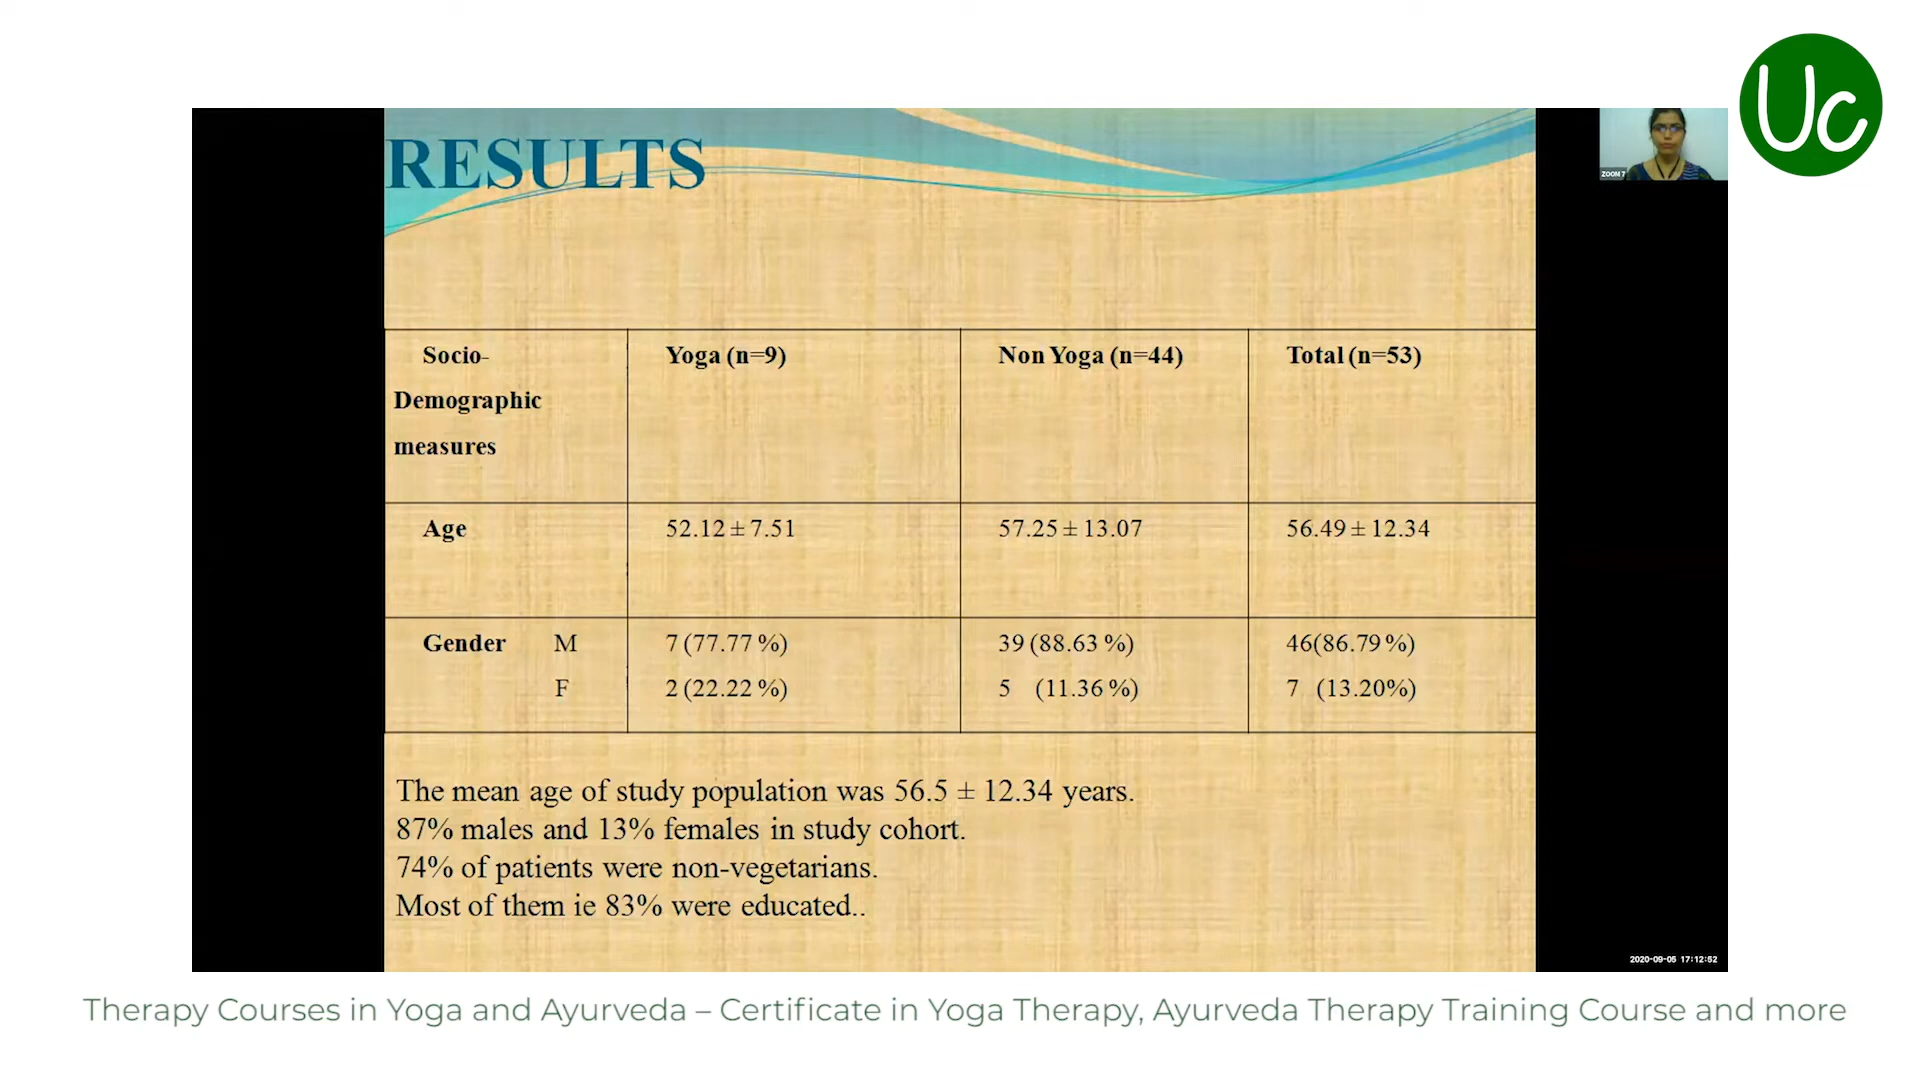 Uc
RESULTS
ZOOM 7
Socio- Yoga (n=9) Non Yoga (n=44) Total (n=53)
Demographic
measures
Age 52.12 ± 7.51 57.25 ± 13.07 56.49 ± 12.34
Gender M 7 (77.77 %) 39 (88.63 %) 46(86.79 %)
F 2 (22.22 %) 5 (11.36 %) 7 (13.20%)
The mean age of study population was 56.5 ± 12.34 years.
87% males and 13% females in study cohort.
74% of patients were non-vegetarians.
Most of them ie 83% were educated..
2020-09-05 17:12:52
Therapy Courses in Yoga and Ayurveda – Certificate in Yoga Therapy, Ayurveda Therapy Training Course and more